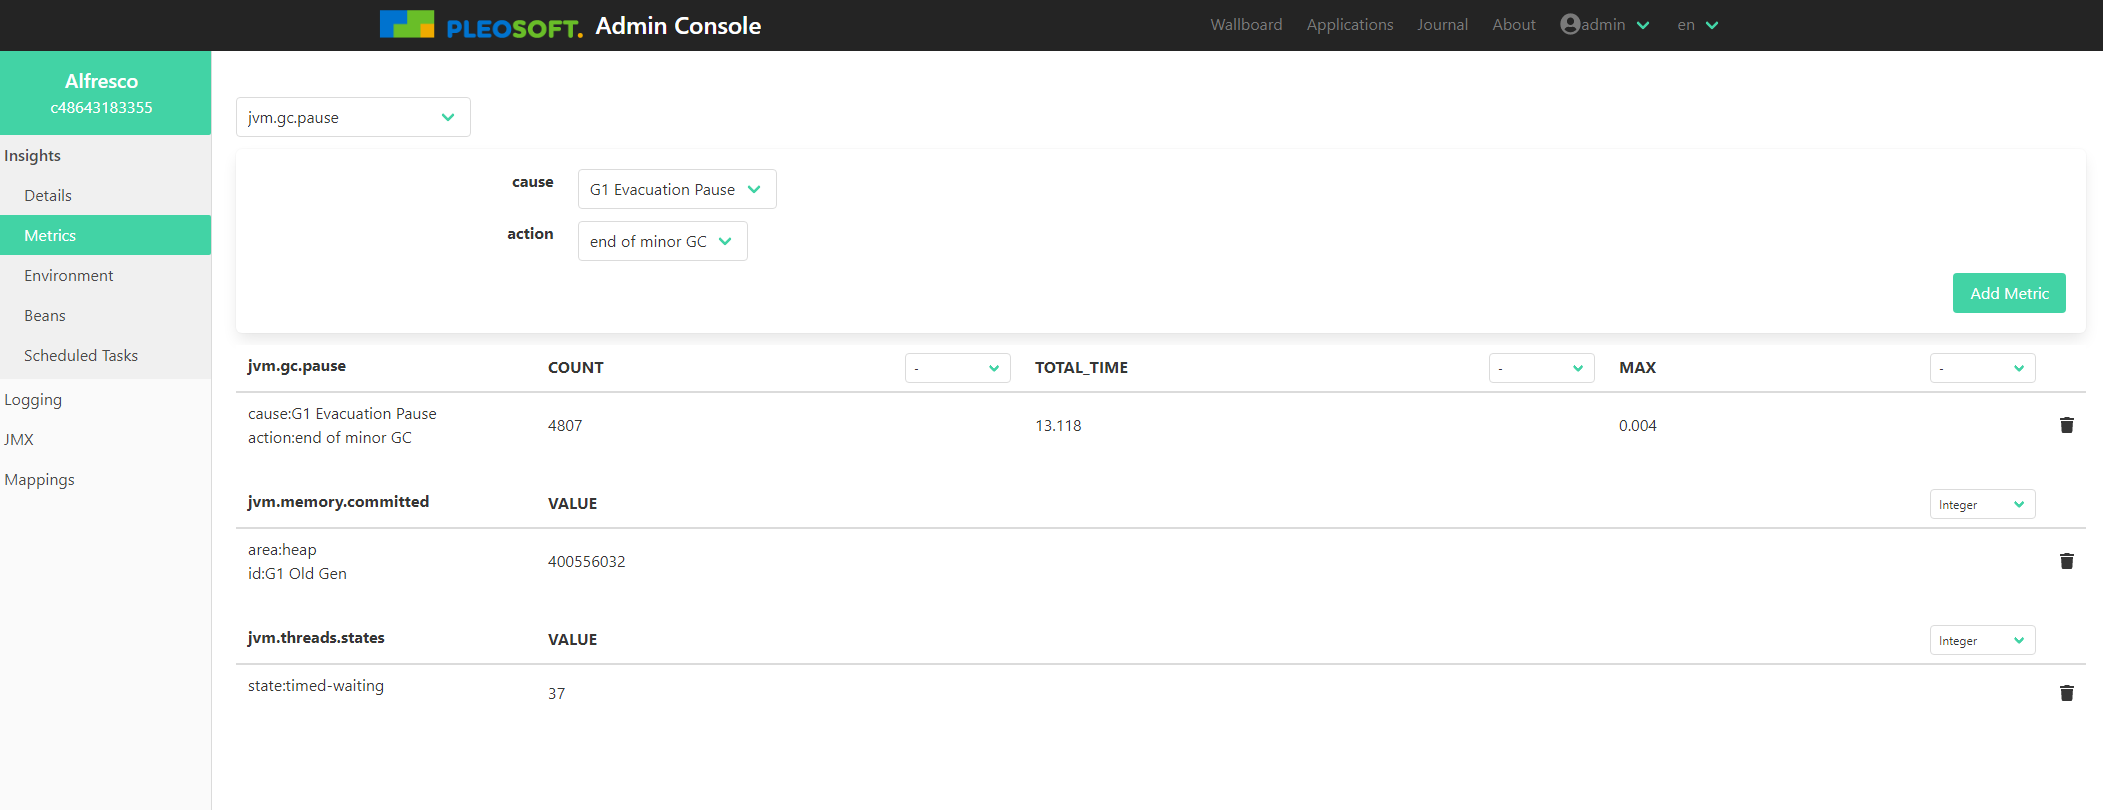 PLEOSOFT. Admin Console
Wallboard Applications Journal About admin en
Alfresco
c48643183355
Insights
Details
Metrics
Environment
Beans
Scheduled Tasks
Logging
JMX
Mappings
jvm.gc.pause
cause G1 Evacuation Pause
action end of minor GC
Add Metric
jvm.gc.pause COUNT - TOTAL_TIME - MAX -
cause:G1 Evacuation Pause
action:end of minor GC
4807 13.118 0.004
jvm.memory.committed VALUE Integer
area:heap
id:G1 Old Gen
400556032
jvm.threads.states VALUE Integer
state:timed-waiting
37